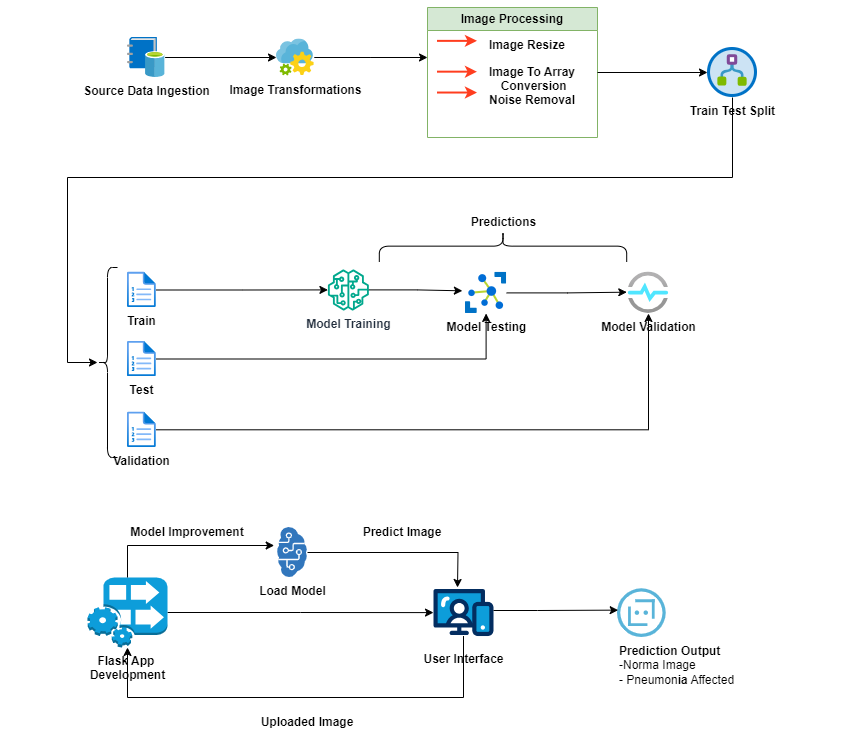 Image Processing
Image Resize
Image To Array
Conversion
Noise Removal
Source Data Ingestion
Image Transformations
Train Test Split
Predictions
Train
Model Training
Model Testing
Model Validation
Test
Validation
Model Improvement
Predict Image
Load Model
Flask App
Development
User Interface
Prediction Output
-Norma Image
- Pneumonia Affected
Uploaded Image